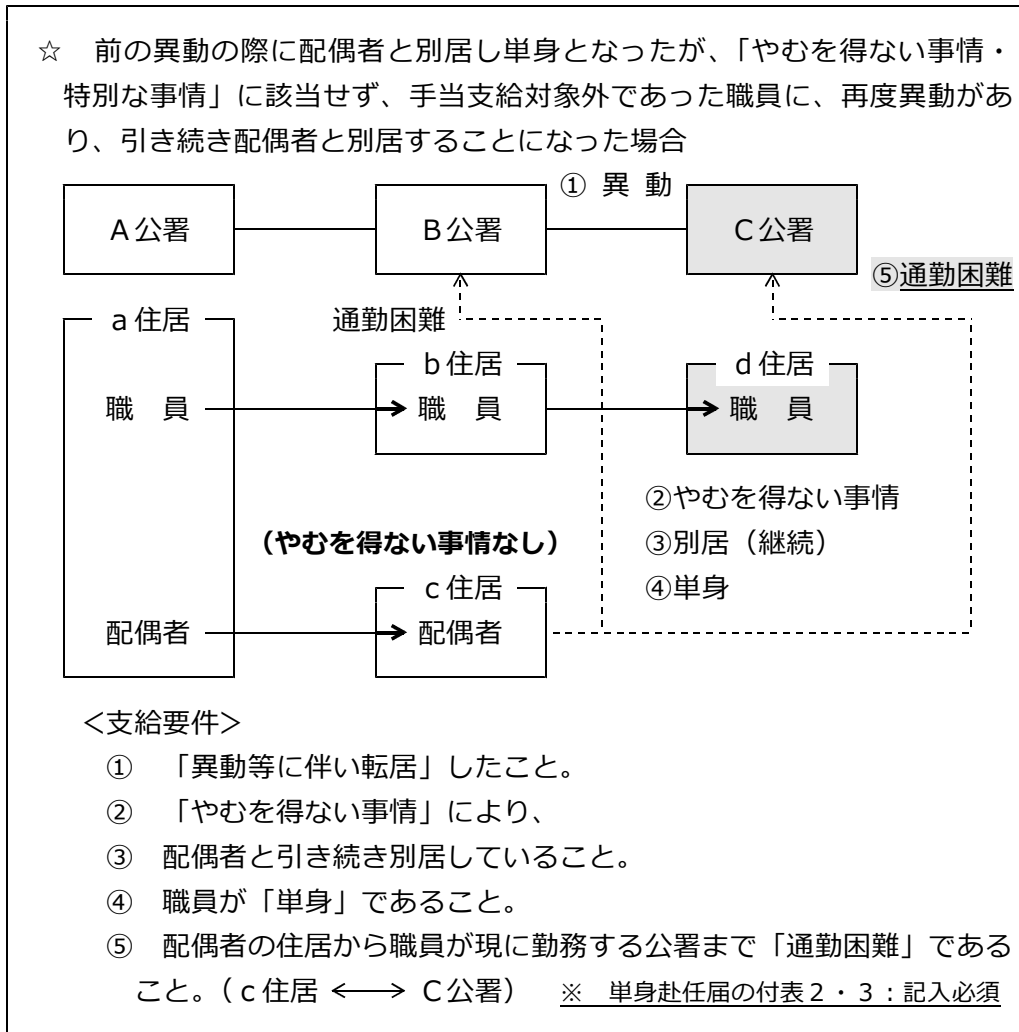 ☆　前の異動の際に配偶者と別居し単身となったが、「やむを得ない事情・
特別な事情」に該当せず、手当支給対象外であった職員に、再度異動があ
り、引き続き配偶者と別居することになった場合
① 異 動
Ａ公署
Ｂ公署
Ｃ公署
⑤通勤困難
ａ住居
通勤困難
ｂ住居
ｄ住居
職　員
職　員
職　員
②やむを得ない事情
（やむを得ない事情なし）
③別居（継続）
ｃ住居
④単身
配偶者
配偶者
＜支給要件＞
①　「異動等に伴い転居」したこと。
②　「やむを得ない事情」により、
③　配偶者と引き続き別居していること。
④　職員が「単身」であること。
⑤　配偶者の住居から職員が現に勤務する公署まで「通勤困難」である
こと。（ｃ住居 ←→ Ｃ公署）　※　単身赴任届の付表２・３：記入必須